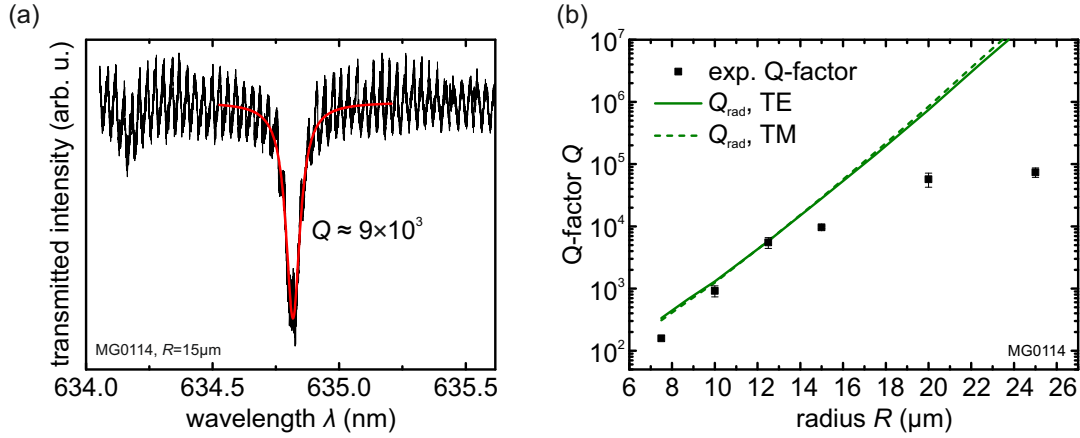 (a)
transmitted intensity (arb. u.)
Q ≈ 9×10³
MG0114, R=15µm
634.0 634.5 635.0 635.5
wavelength λ (nm)
(b)
Q-factor Q
10⁷
10⁶
10⁵
10⁴
10³
10²
exp. Q-factor
Qrad, TE
Qrad, TM
MG0114
6 8 10 12 14 16 18 20 22 24 26
radius R (µm)